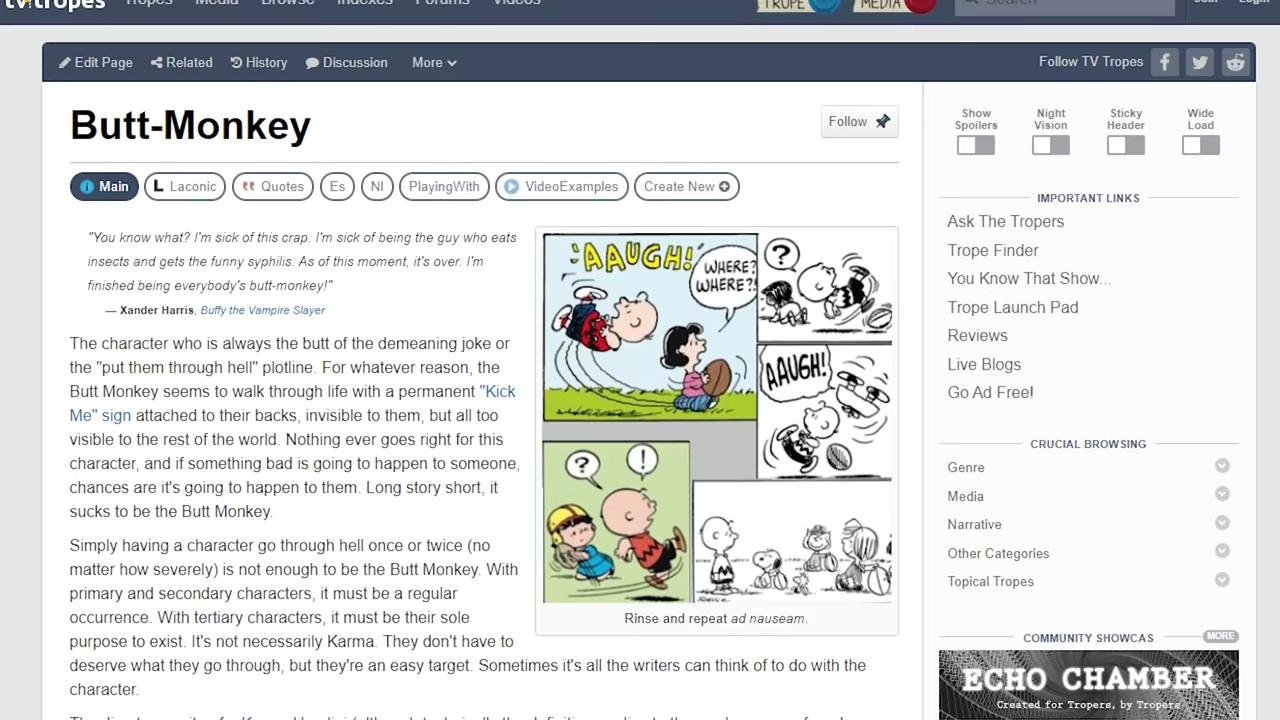 tv tropes Tropes Media Browse Indexes Forums Videos TROPE MEDIA Search Join Login
Edit Page Related History Discussion More Follow TV Tropes
Butt-Monkey
Follow
Main Laconic Quotes Es Nl PlayingWith VideoExamples Create New
"You know what? I'm sick of this crap. I'm sick of being the guy who eats
insects and gets the funny syphilis. As of this moment, it's over. I'm
finished being everybody's butt-monkey!"
— Xander Harris, Buffy the Vampire Slayer
The character who is always the butt of the demeaning joke or
the "put them through hell" plotline. For whatever reason, the
Butt Monkey seems to walk through life with a permanent "Kick
Me" sign attached to their backs, invisible to them, but all too
visible to the rest of the world. Nothing ever goes right for this
character, and if something bad is going to happen to someone,
chances are it's going to happen to them. Long story short, it
sucks to be the Butt Monkey.
Simply having a character go through hell once or twice (no
matter how severely) is not enough to be the Butt Monkey. With
primary and secondary characters, it must be a regular
occurrence. With tertiary characters, it must be their sole
purpose to exist. It's not necessarily Karma. They don't have to
deserve what they go through, but they're an easy target. Sometimes it's all the writers can think of to do with the
character.
'AAUGH!'
WHERE?
WHERE?!
?
AAUGH!
? !
Rinse and repeat ad nauseam.
Show
Spoilers
Night
Vision
Sticky
Header
Wide
Load
IMPORTANT LINKS
Ask The Tropers
Trope Finder
You Know That Show...
Trope Launch Pad
Reviews
Live Blogs
Go Ad Free!
CRUCIAL BROWSING
Genre
Media
Narrative
Other Categories
Topical Tropes
COMMUNITY SHOWCAS MORE
ECHO CHAMBER
Created for Tropers, by Tropers